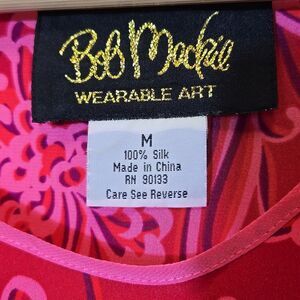 Bob Mackie
WEARABLE ART
M
100% Silk
Made in China
RN 90133
Care See Reverse